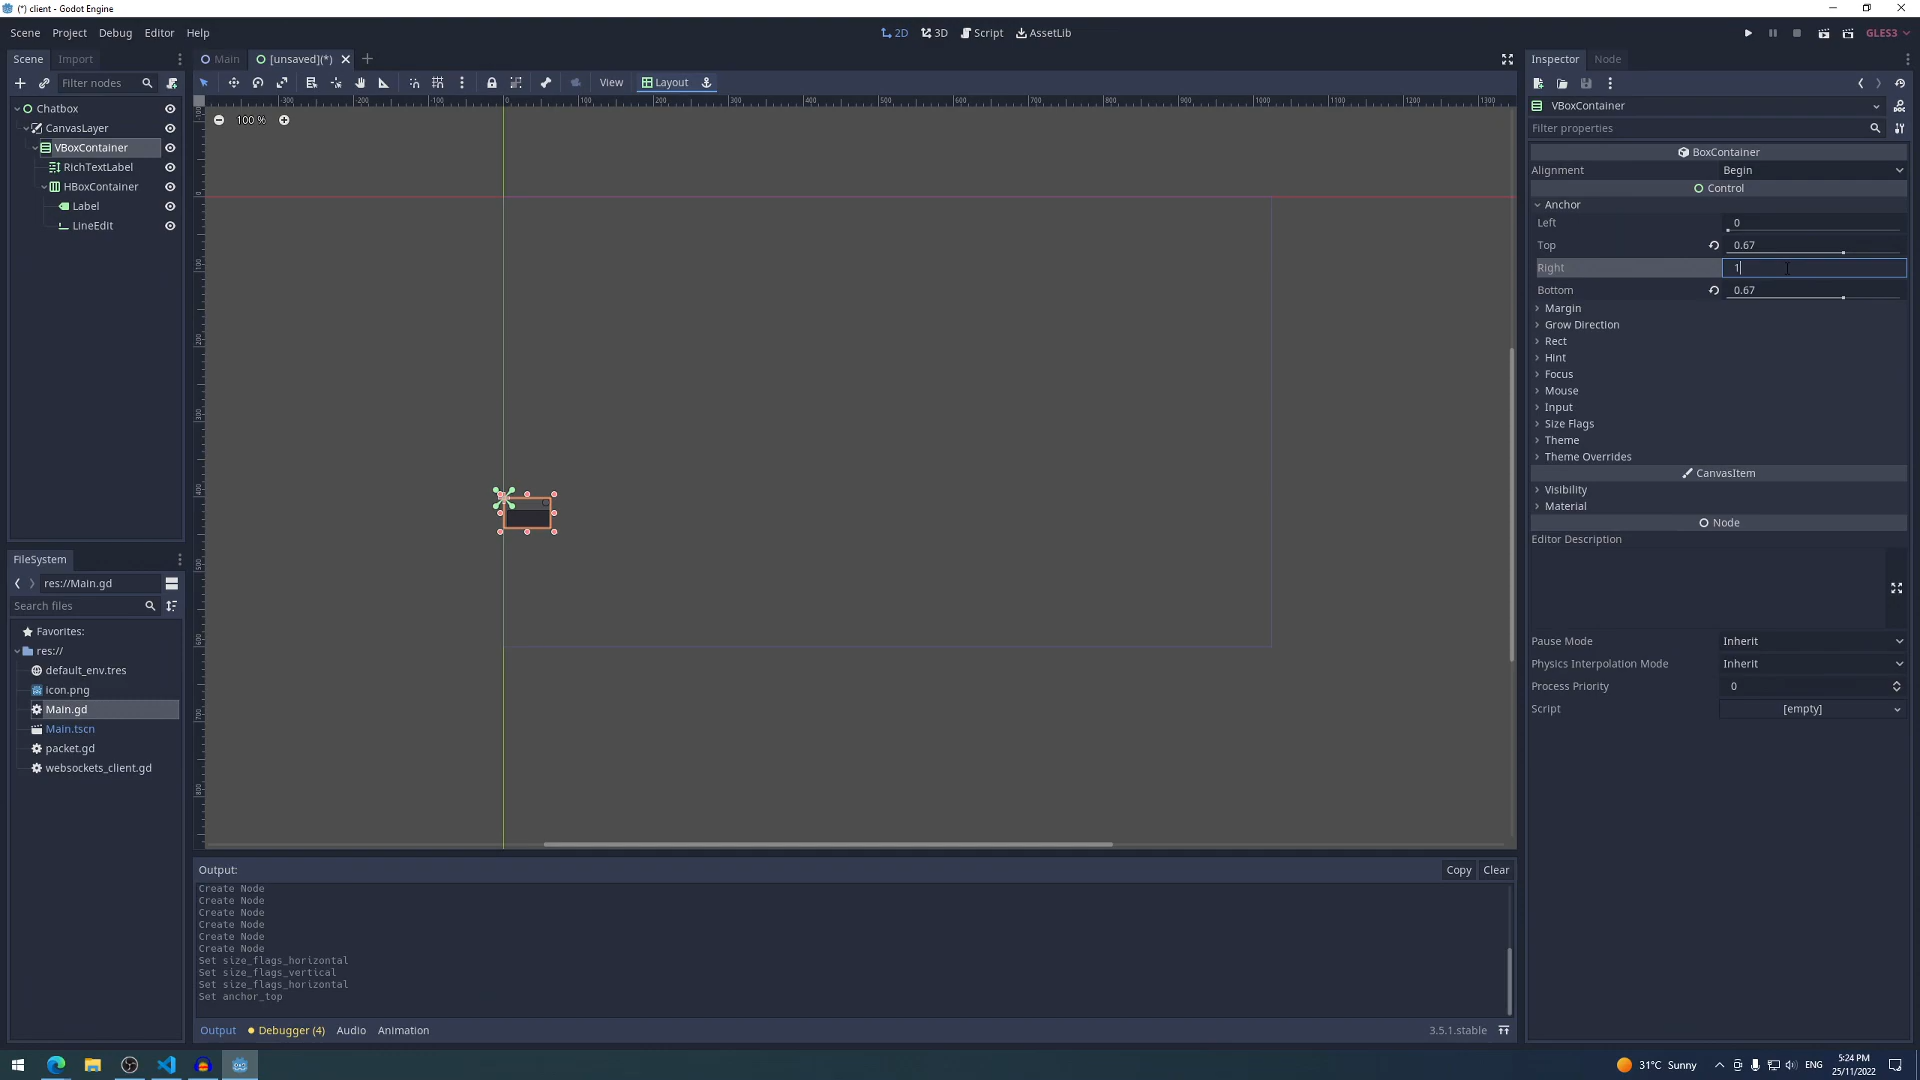 (*) client - Godot Engine
Scene Project Debug Editor Help
2D 3D Script AssetLib
GLES3
Scene Import
Main [unsaved](*)
Inspector Node
Filter nodes
View Layout
100 %
Chatbox
CanvasLayer
VBoxContainer
RichTextLabel
HBoxContainer
Label
LineEdit
VBoxContainer
Filter properties
BoxContainer
Alignment Begin
Control
Anchor
Left 0
Top 0.67
Right 1
Bottom 0.67
Margin
Grow Direction
Rect
Hint
Focus
Mouse
Input
Size Flags
Theme
Theme Overrides
CanvasItem
Visibility
Material
Node
Editor Description
Pause Mode Inherit
Physics Interpolation Mode Inherit
Process Priority 0
Script [empty]
FileSystem
res://Main.gd
Search files
Favorites:
res://
default_env.tres
icon.png
Main.gd
Main.tscn
packet.gd
websockets_client.gd
Output:
Copy Clear
Create Node
Create Node
Create Node
Create Node
Create Node
Create Node
Set size_flags_horizontal
Set size_flags_vertical
Set size_flags_horizontal
Set anchor_top
Output Debugger (4) Audio Animation
3.5.1.stable
31°C Sunny
ENG
5:24 PM
25/11/2022